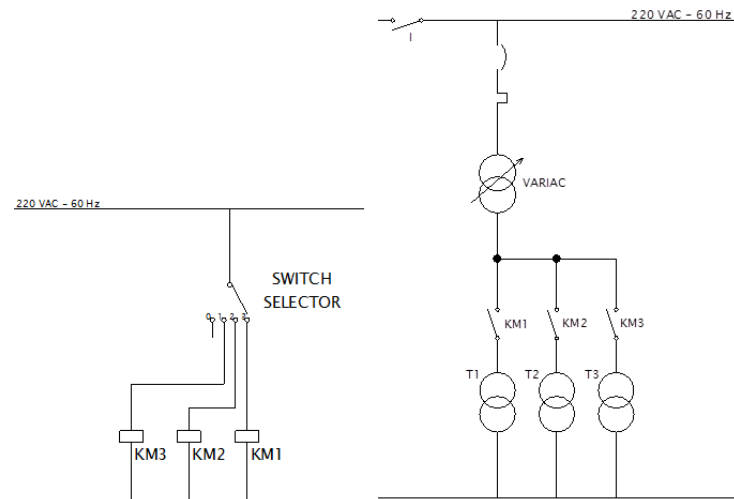 220 VAC – 60 Hz
I
VARIAC
KM1
KM2
KM3
T1
T2
T3
220 VAC – 60 Hz
SWITCH
SELECTOR
0 1 2 3
KM3
KM2
KM1